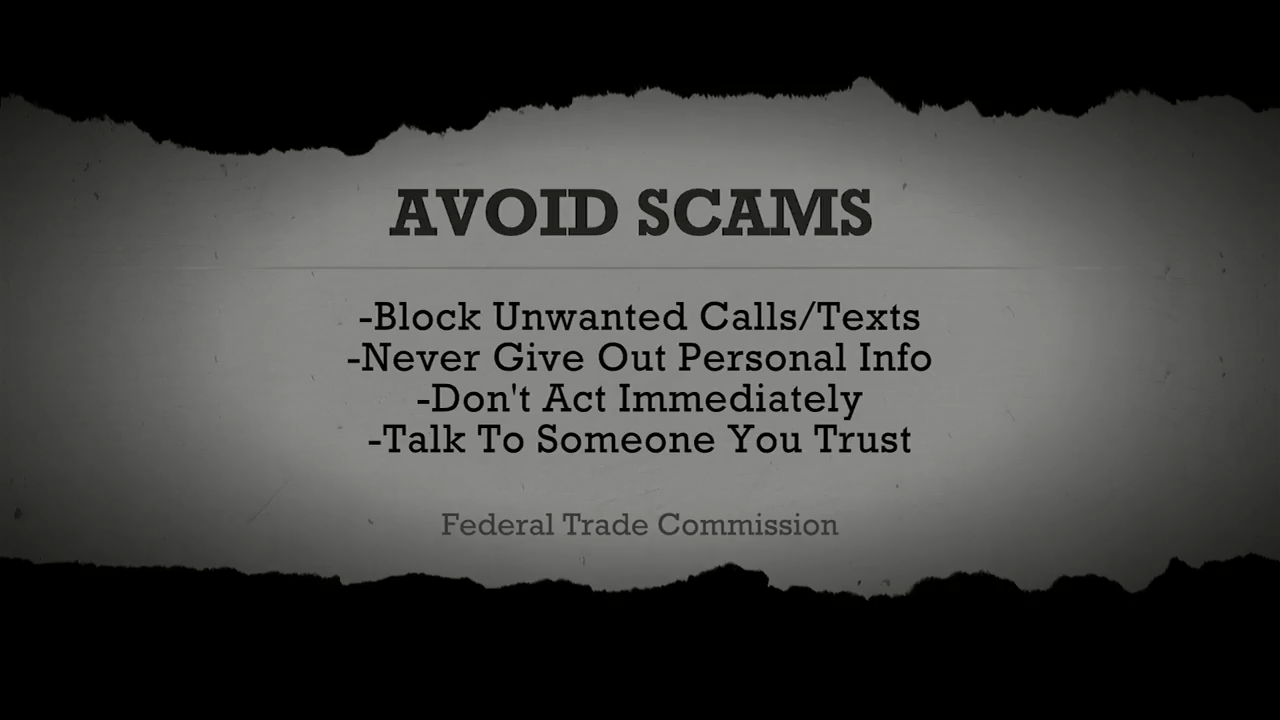 AVOID SCAMS
-Block Unwanted Calls/Texts
-Never Give Out Personal Info
-Don't Act Immediately
-Talk To Someone You Trust
Federal Trade Commission